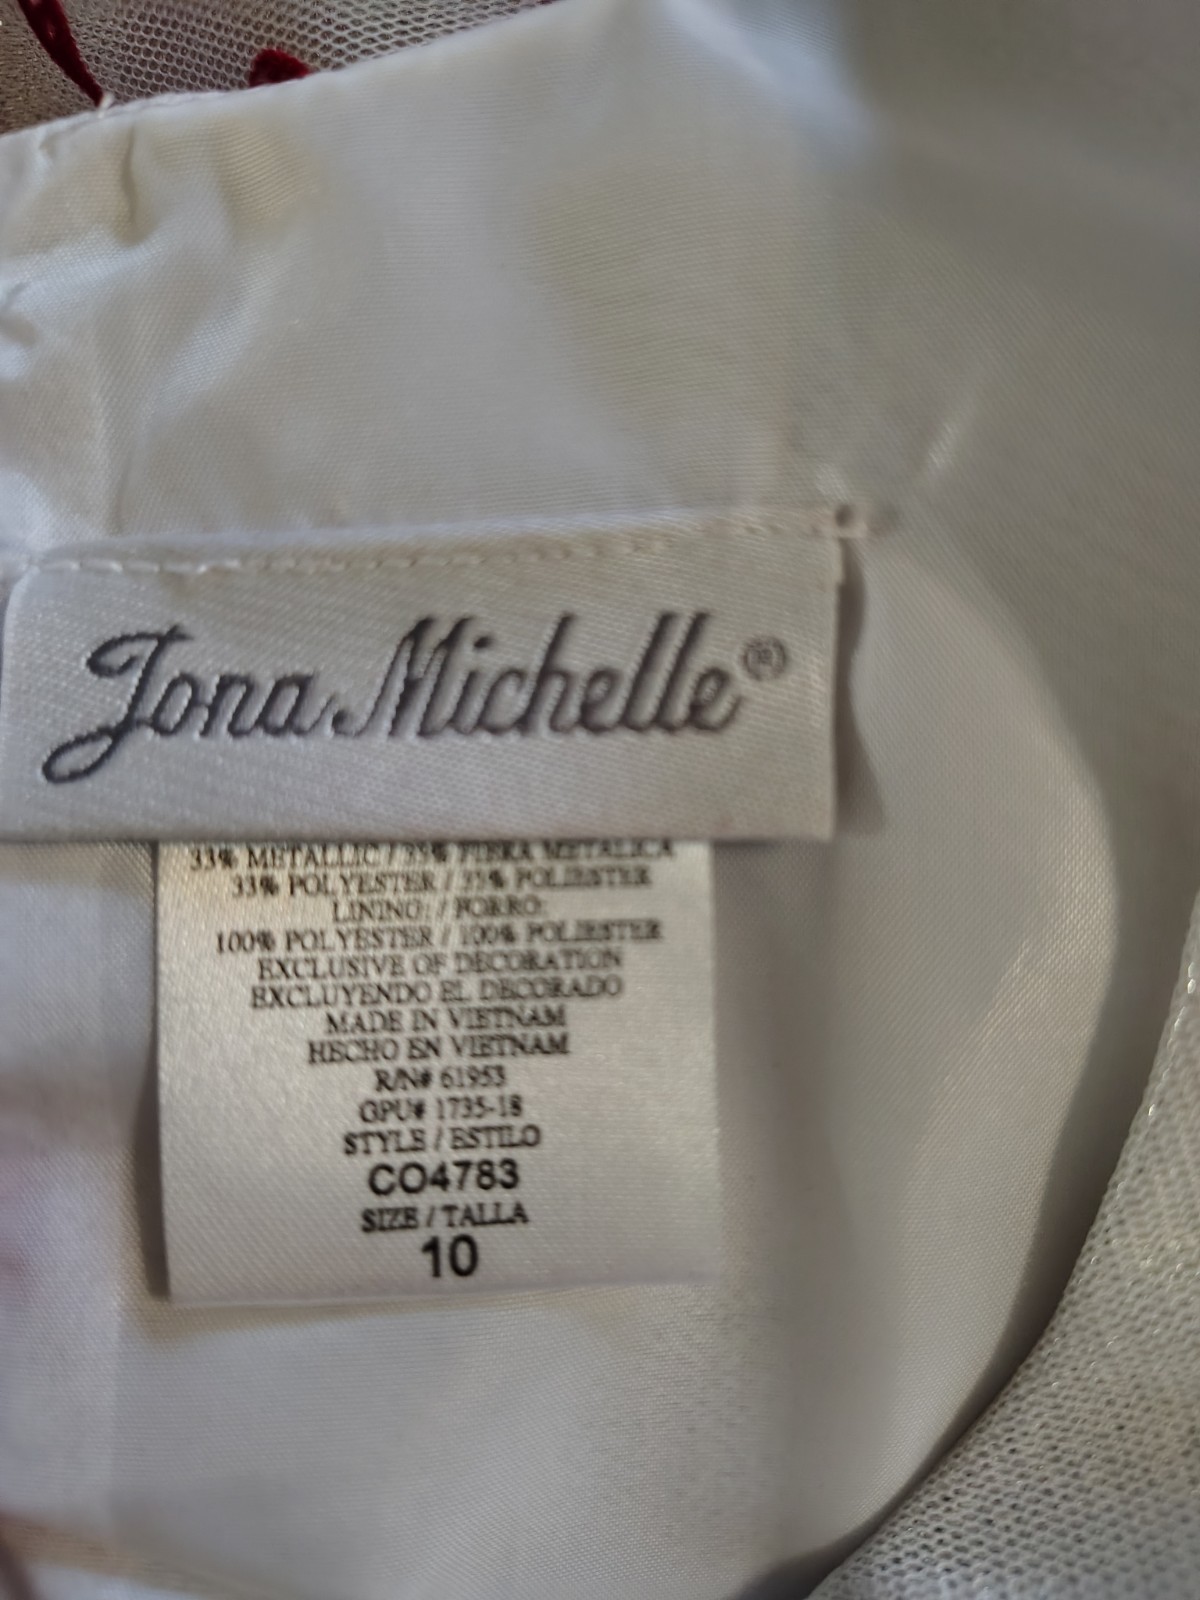 Jona Michelle®
33% METALLIC / 33% FIBRA METALICA
33% POLYESTER / 33% POLIESTER
LINING: / FORRO:
100% POLYESTER / 100% POLIESTER
EXCLUSIVE OF DECORATION
EXCLUYENDO EL DECORADO
MADE IN VIETNAM
HECHO EN VIETNAM
R/N# 61953
GPU# 1735-18
STYLE / ESTILO
CO4783
SIZE / TALLA
10